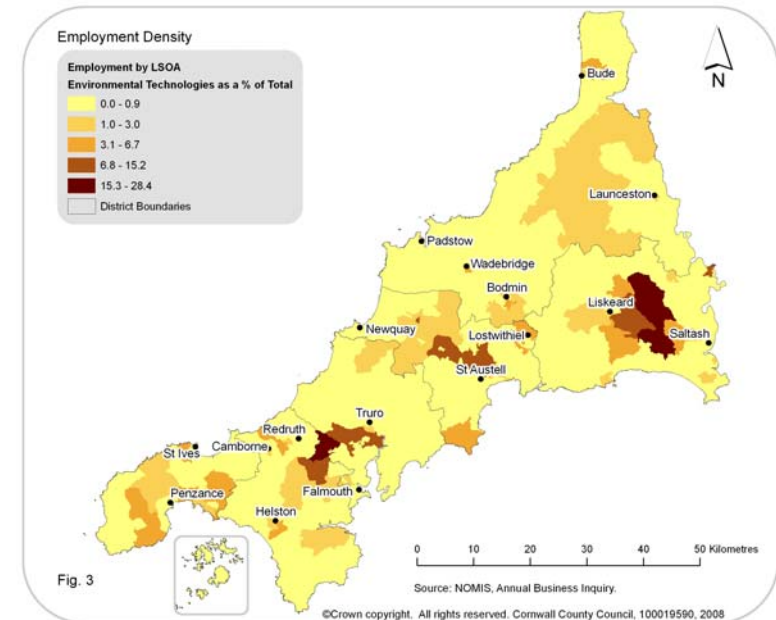 Employment Density
Employment by LSOA
Environmental Technologies as a % of Total
0.0 - 0.9
1.0 - 3.0
3.1 - 6.7
6.8 - 15.2
15.3 - 28.4
District Boundaries
N
Bude
Launceston
Padstow
Wadebridge
Bodmin
Liskeard
Newquay
Lostwithiel
Saltash
St Austell
Truro
Redruth
St Ives
Camborne
Penzance
Falmouth
Helston
0 10 20 30 40 50 Kilometres
Fig. 3
Source: NOMIS, Annual Business Inquiry.
©Crown copyright. All rights reserved. Cornwall County Council, 100019590, 2008